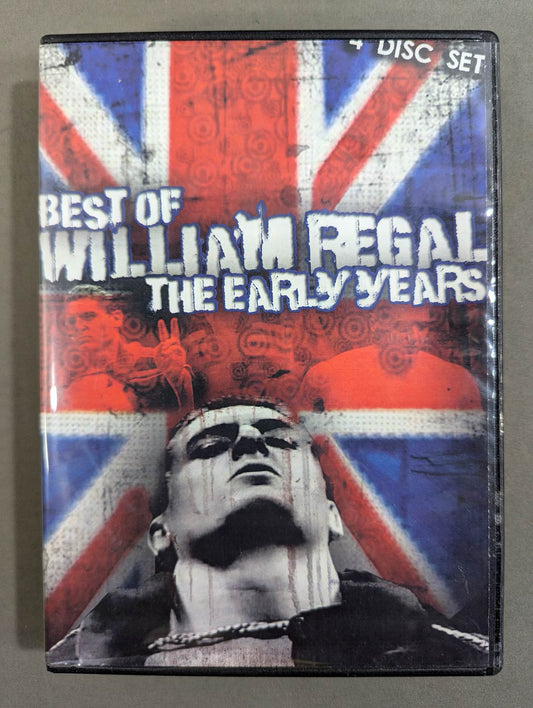 4 DISC SET
BEST OF
WILLIAM REGAL
THE EARLY YEARS